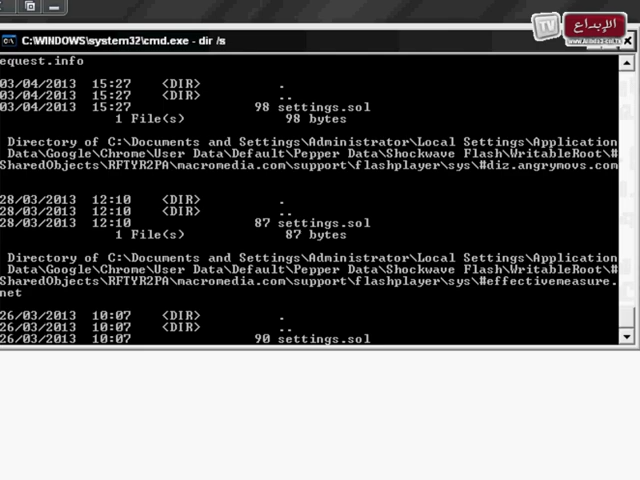 TV الإبداع
C:\WINDOWS\system32\cmd.exe - dir /s
equest.info
03/04/2013 15:27 <DIR> .
03/04/2013 15:27 <DIR> ..
03/04/2013 15:27 98 settings.sol
1 File(s) 98 bytes
Directory of C:\Documents and Settings\Administrator\Local Settings\Application
Data\Google\Chrome\User Data\Default\Pepper Data\Shockwave Flash\WritableRoot\#
SharedObjects\RFTYR2PA\macromedia.com\support\flashplayer\sys\#diz.angrymovs.com
28/03/2013 12:10 <DIR> .
28/03/2013 12:10 <DIR> ..
28/03/2013 12:10 87 settings.sol
1 File(s) 87 bytes
Directory of C:\Documents and Settings\Administrator\Local Settings\Application
Data\Google\Chrome\User Data\Default\Pepper Data\Shockwave Flash\WritableRoot\#
SharedObjects\RFTYR2PA\macromedia.com\support\flashplayer\sys\#effectivemeasure.
net
26/03/2013 10:07 <DIR> .
26/03/2013 10:07 <DIR> ..
26/03/2013 10:07 90 settings.sol